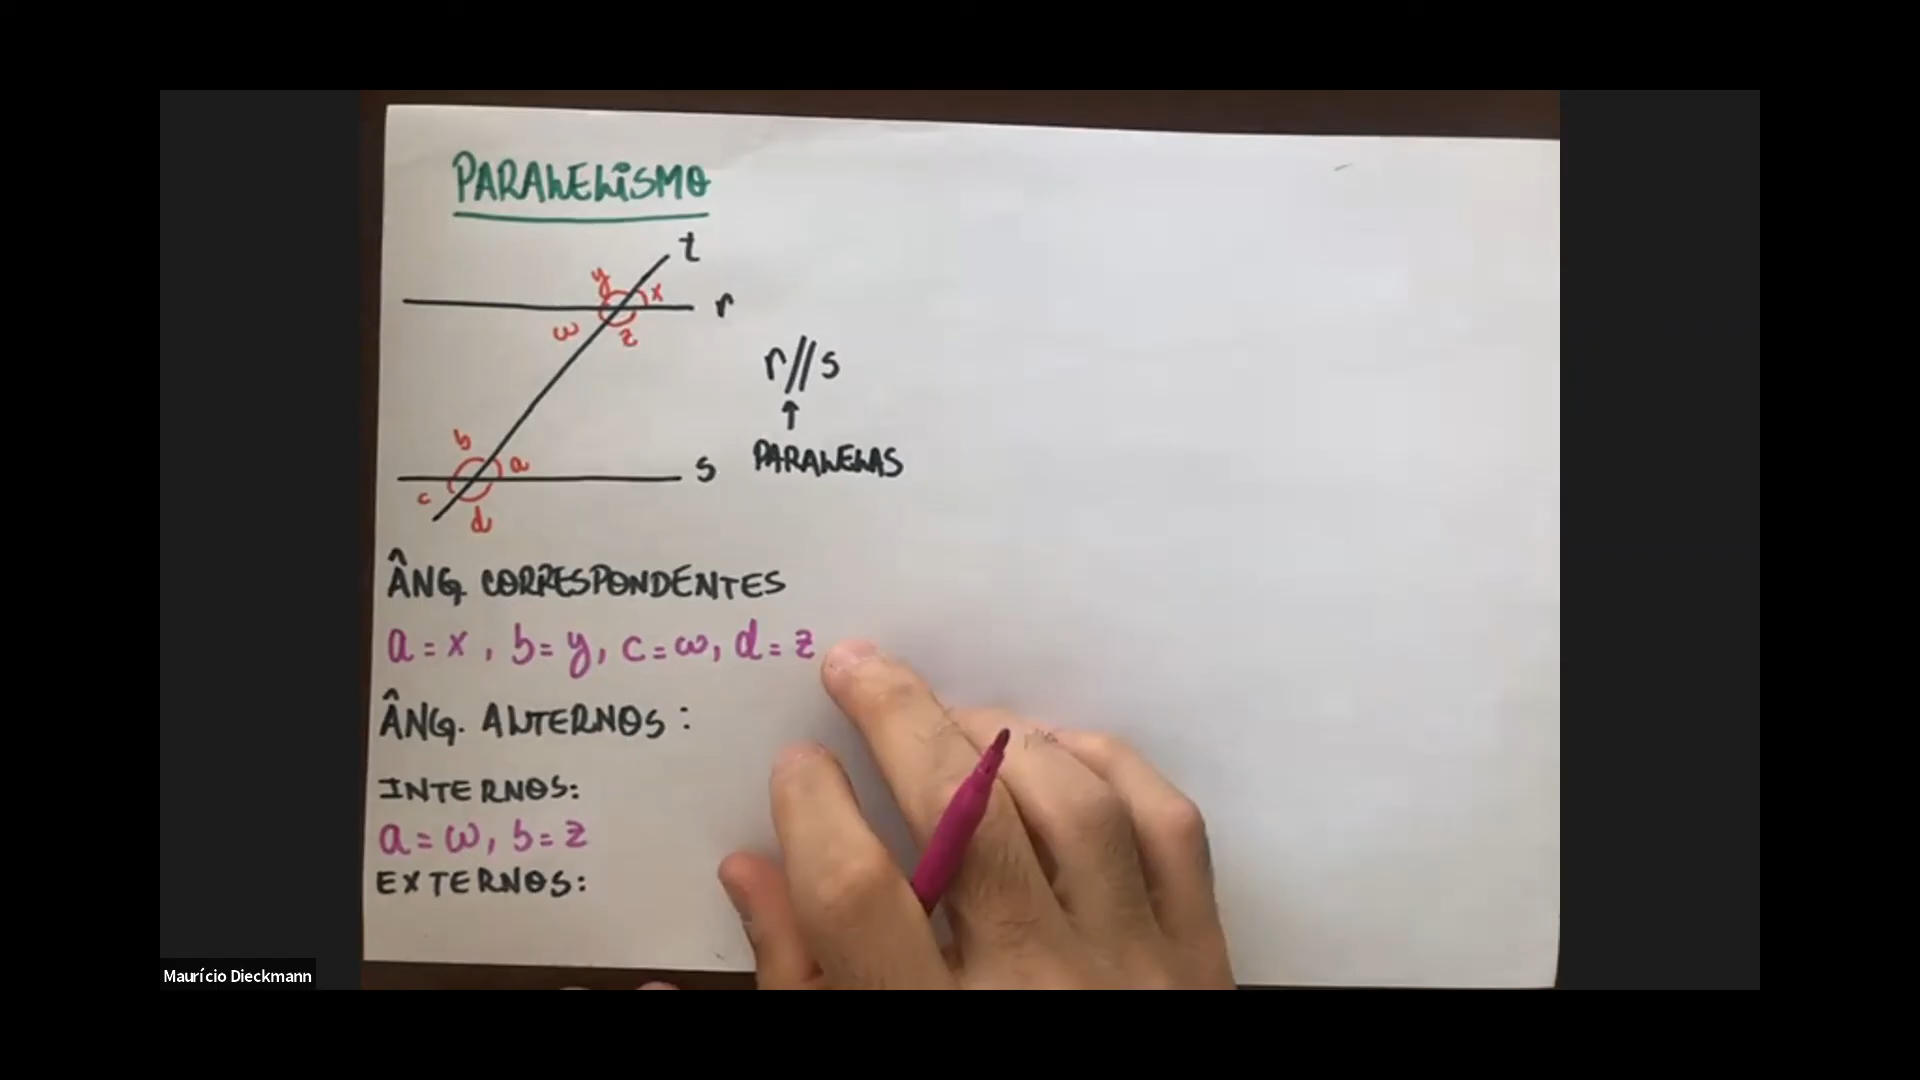 PARALELISMO
t
y
x
r
w
z
r//s
↑
b
a
s
PARALELAS
c
d
ÂNG. CORRESPONDENTES
a = x, b = y, c = w, d = z
ÂNG. ALTERNOS:
INTERNOS:
a = w, b = z
EXTERNOS:
Maurício Dieckmann